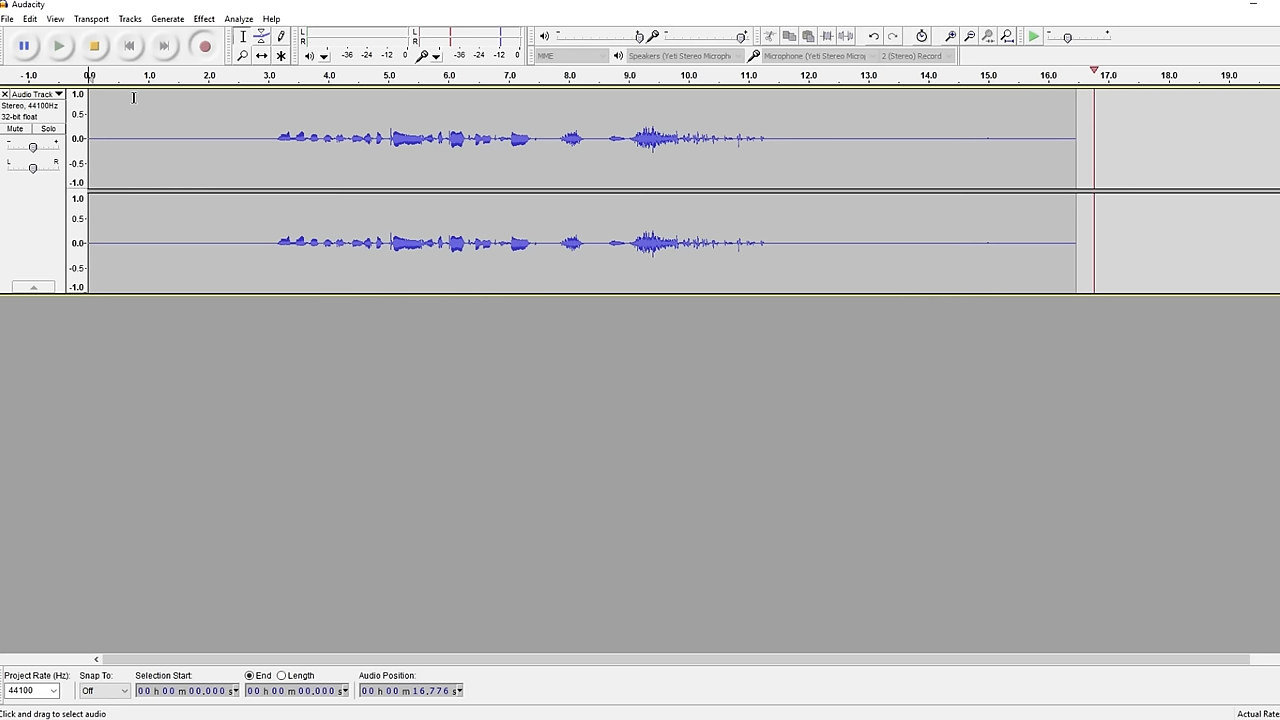 Audacity
File Edit View Transport Tracks Generate Effect Analyze Help
L
R
-36 -24 -12 0
L
R
-36 -24 -12 0
- +
- +
- +
MME
Speakers (Yeti Stereo Microph
Microphone (Yeti Stereo Microp
2 (Stereo) Record
-1.0 0.0 1.0 2.0 3.0 4.0 5.0 6.0 7.0 8.0 9.0 10.0 11.0 12.0 13.0 14.0 15.0 16.0 17.0 18.0 19.0
Audio Track
Stereo, 44100Hz
32-bit float
Mute Solo
- +
L R
1.0
0.5
0.0
-0.5
-1.0
1.0
0.5
0.0
-0.5
-1.0
Project Rate (Hz): Snap To: Selection Start: End Length Audio Position:
44100 Off 00 h 00 m 00.000 s 00 h 00 m 00.000 s 00 h 00 m 16.776 s
Click and drag to select audio
Actual Rate